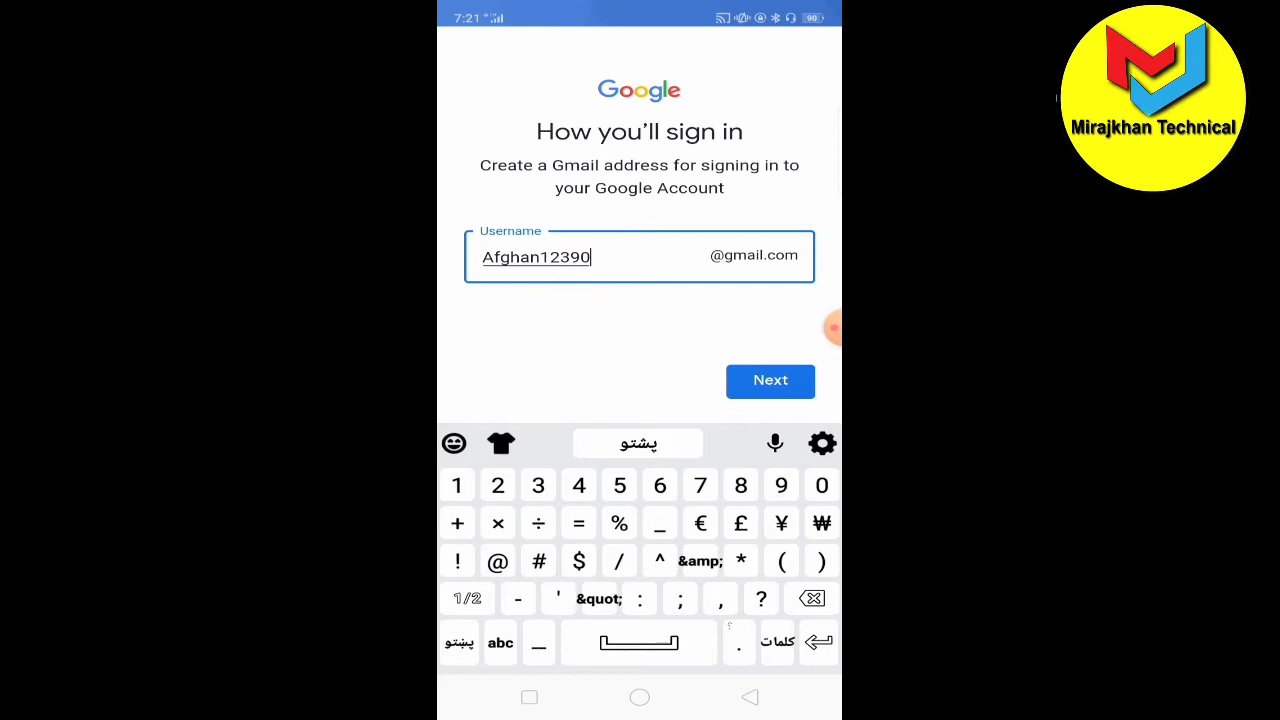 7:21
90
Mirajkhan Technical
Google
How you'll sign in
Create a Gmail address for signing in to
your Google Account
Username
Afghan12390
@gmail.com
Next
پشتو
1 2 3 4 5 6 7 8 9 0
+ × ÷ = % _ € £ ¥ ₩
! @ # $ / ^ &amp; * ( )
1/2 - ' &quot; : ; , ?
پښتو abc _ . ؟ کلمات